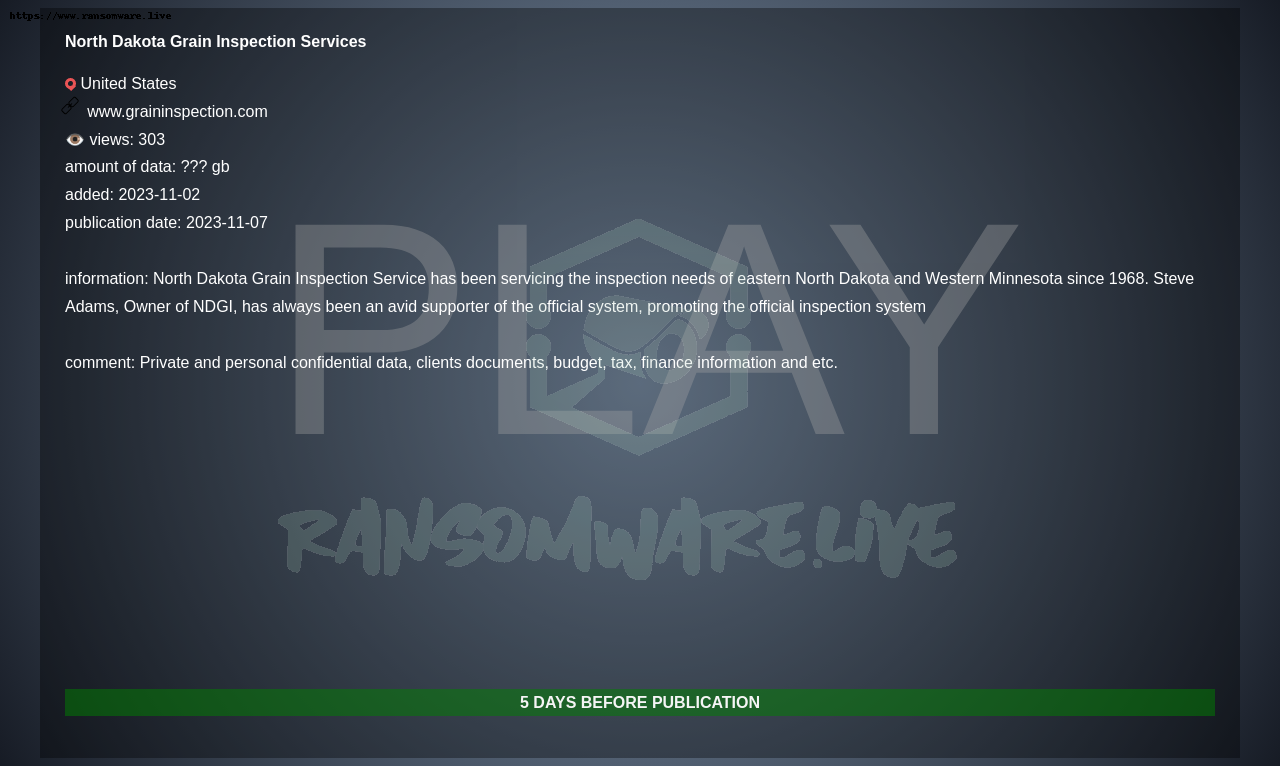 https://www.ransomware.live
North Dakota Grain Inspection Services
United States
www.graininspection.com
views: 303
amount of data: ??? gb
added: 2023-11-02
publication date: 2023-11-07
PLAY
information: North Dakota Grain Inspection Service has been servicing the inspection needs of eastern North Dakota and Western Minnesota since 1968. Steve
Adams, Owner of NDGI, has always been an avid supporter of the official system, promoting the official inspection system
comment: Private and personal confidential data, clients documents, budget, tax, finance information and etc.
RANSOMWARE.LIVE
5 DAYS BEFORE PUBLICATION